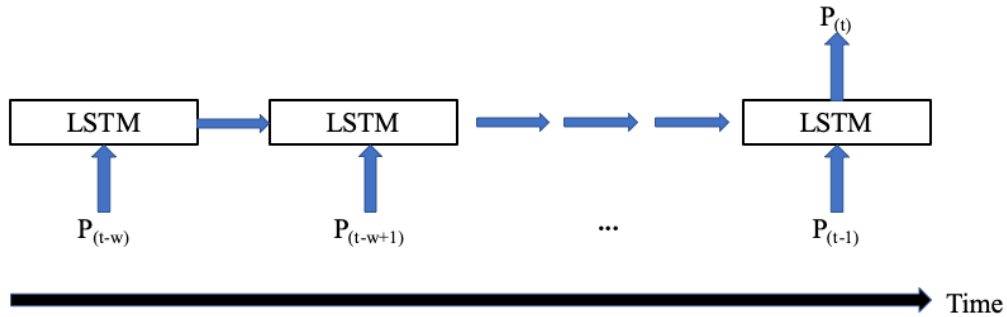 P(t)
LSTM LSTM LSTM
P(t-w) P(t-w+1) ... P(t-1)
Time